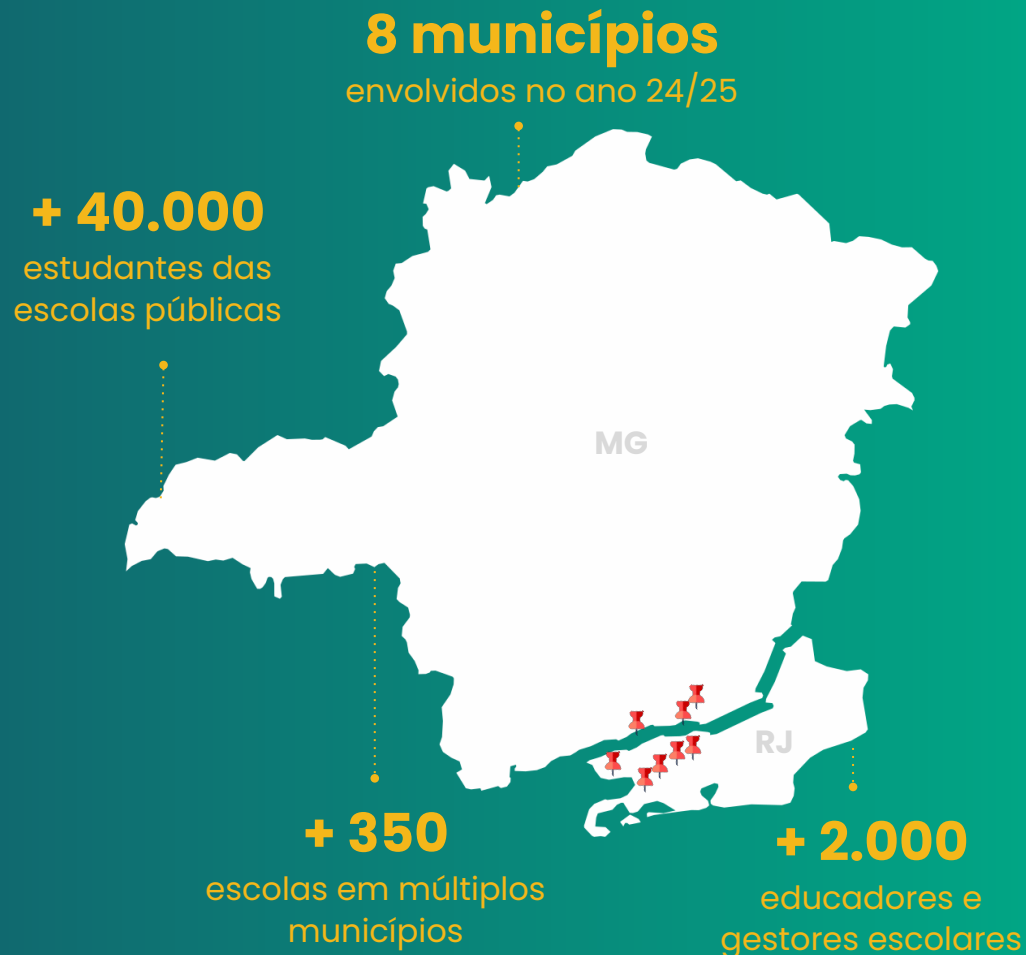 8 municípios
envolvidos no ano 24/25
+ 40.000
estudantes das
escolas públicas
MG
RJ
+ 350
escolas em múltiplos
municípios
+ 2.000
educadores e
gestores escolares